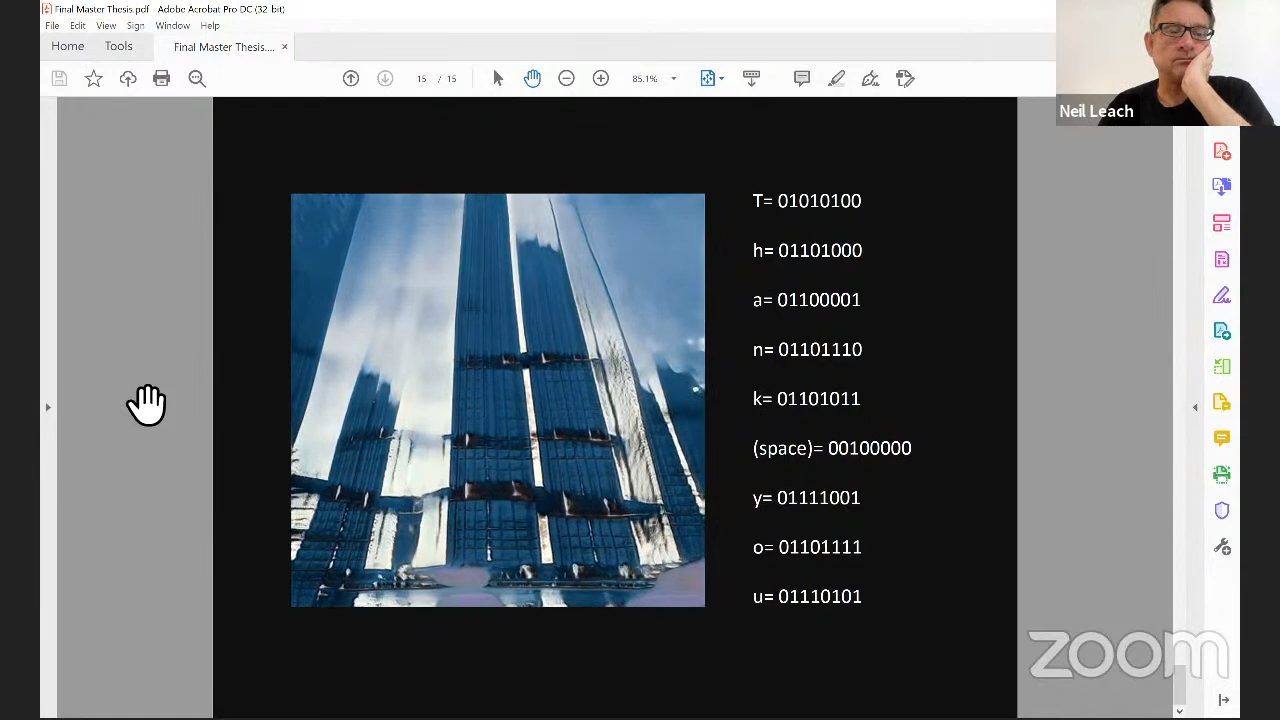 Final Master Thesis.pdf - Adobe Acrobat Pro DC (32-bit)
File Edit View Sign Window Help
Home Tools Final Master Thesis.... ×
15 / 15 85.1%
Neil Leach
T= 01010100
h= 01101000
a= 01100001
n= 01101110
k= 01101011
(space)= 00100000
y= 01111001
o= 01101111
u= 01110101
zoom